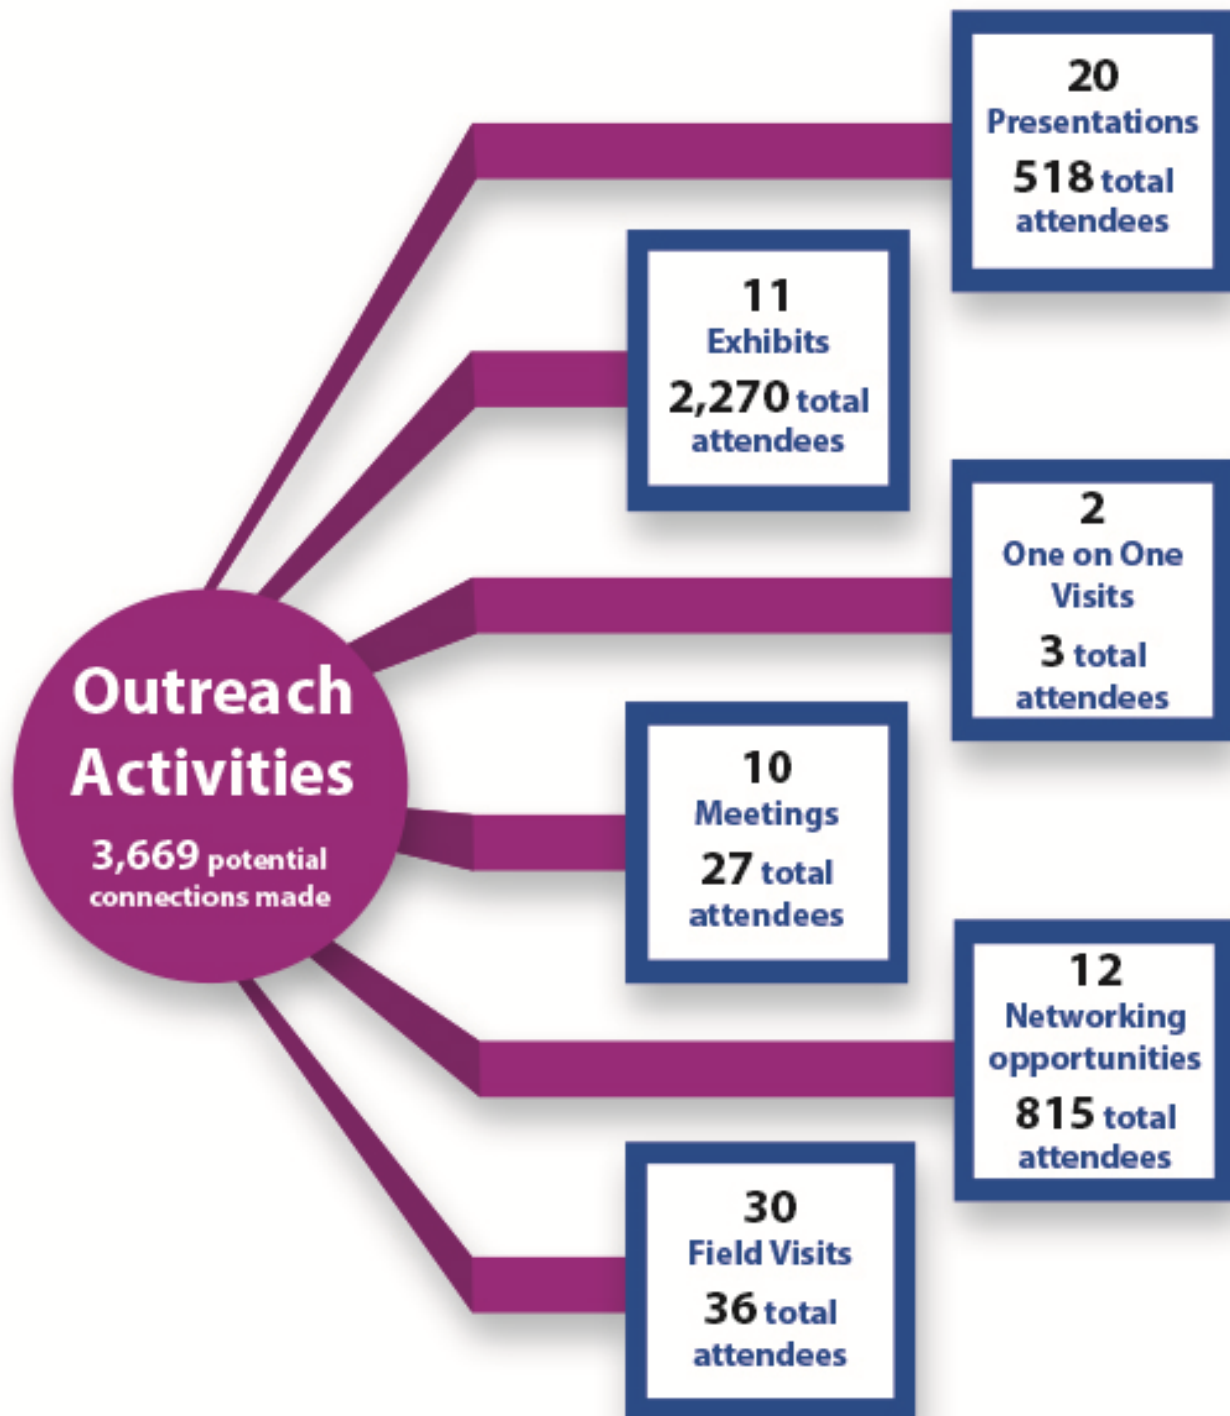 Outreach
Activities
3,669 potential
connections made
20
Presentations
518 total
attendees
11
Exhibits
2,270 total
attendees
2
One on One
Visits
3 total
attendees
10
Meetings
27 total
attendees
12
Networking
opportunities
815 total
attendees
30
Field Visits
36 total
attendees